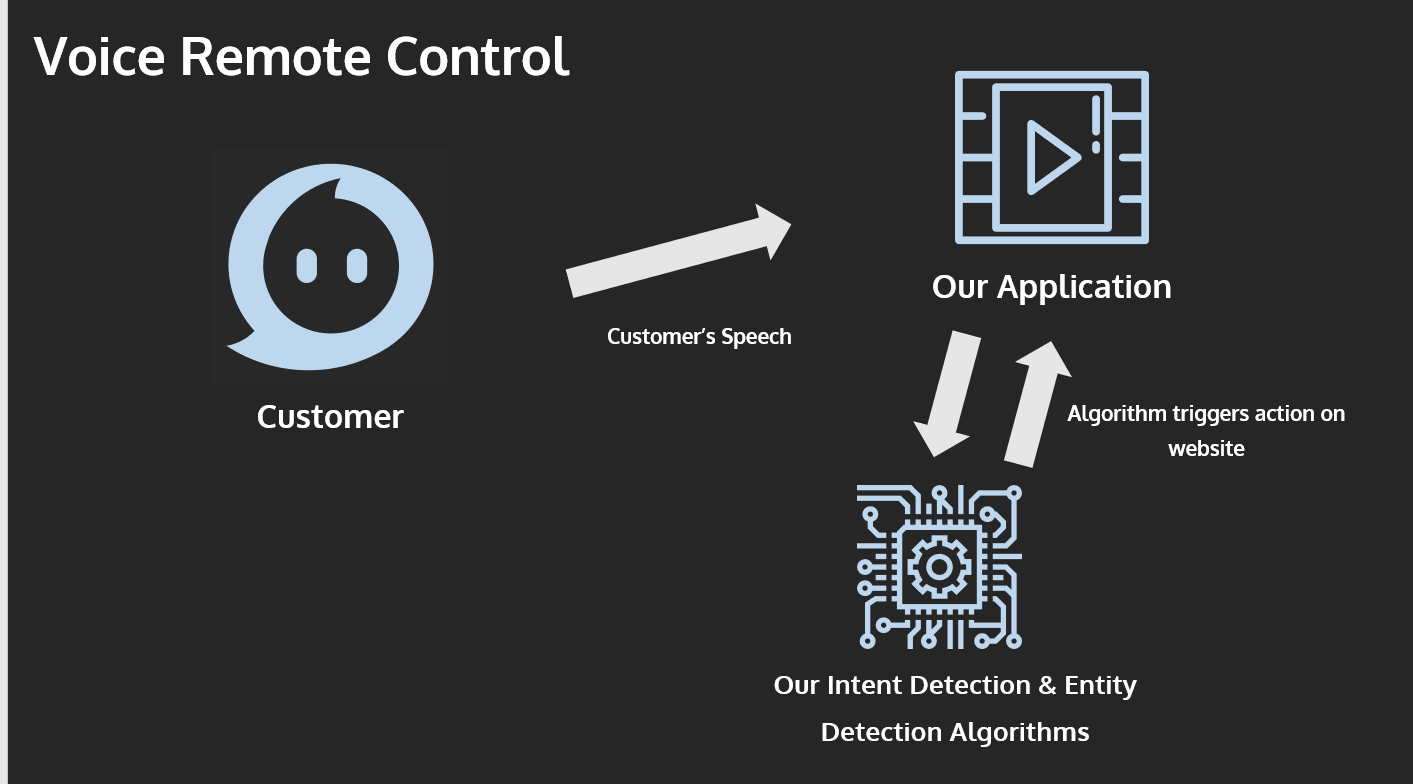 Voice Remote Control
Our Application
Customer’s Speech
Customer
Algorithm triggers action on
website
Our Intent Detection & Entity
Detection Algorithms